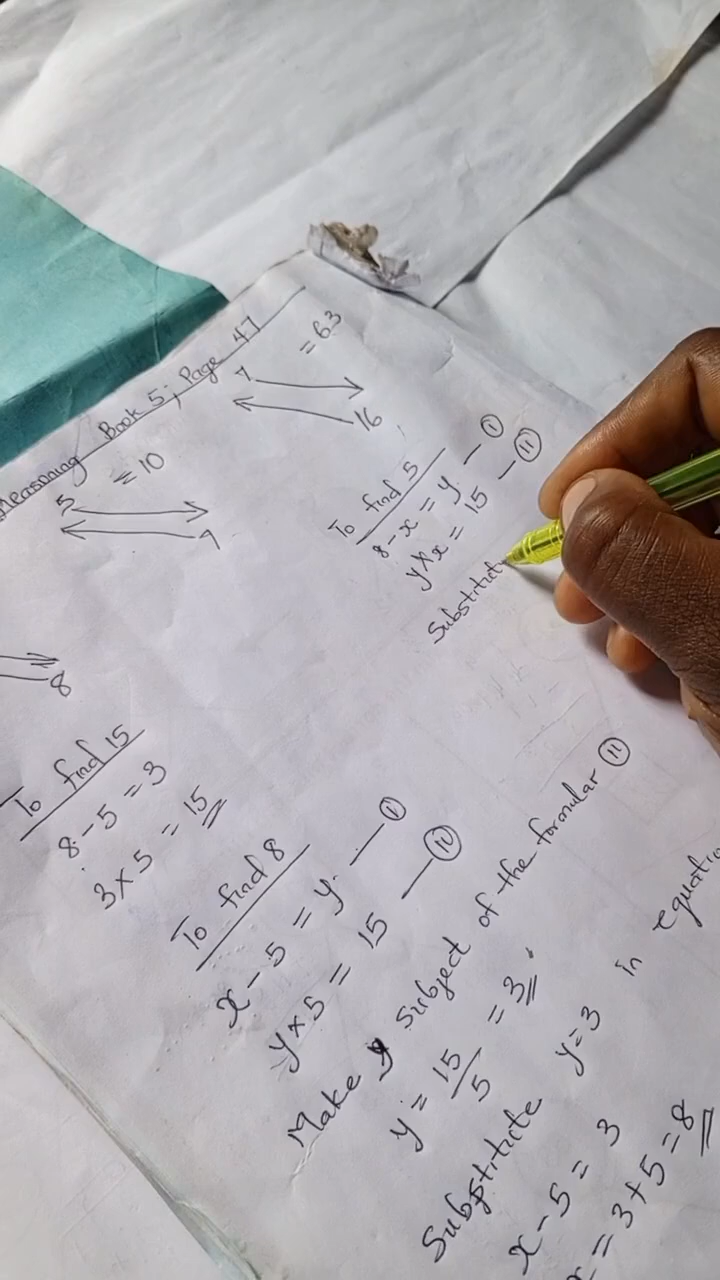 Reasoning Book 5; Page 47
5 = 10
7
7 = 63
16
8
To find 15
8 - 5 = 3
3 × 5 = 15
To find 8
x - 5 = y — (I)
y × 5 = 15 — (II)
Make y subject of the formular (II)
y = 15/5 = 3
Substitute y = 3 in equatio
x - 5 = 3
x = 3 + 5 = 8
To find 5
8 - x = y — (I)
y × x = 15 — (II)
Substitut